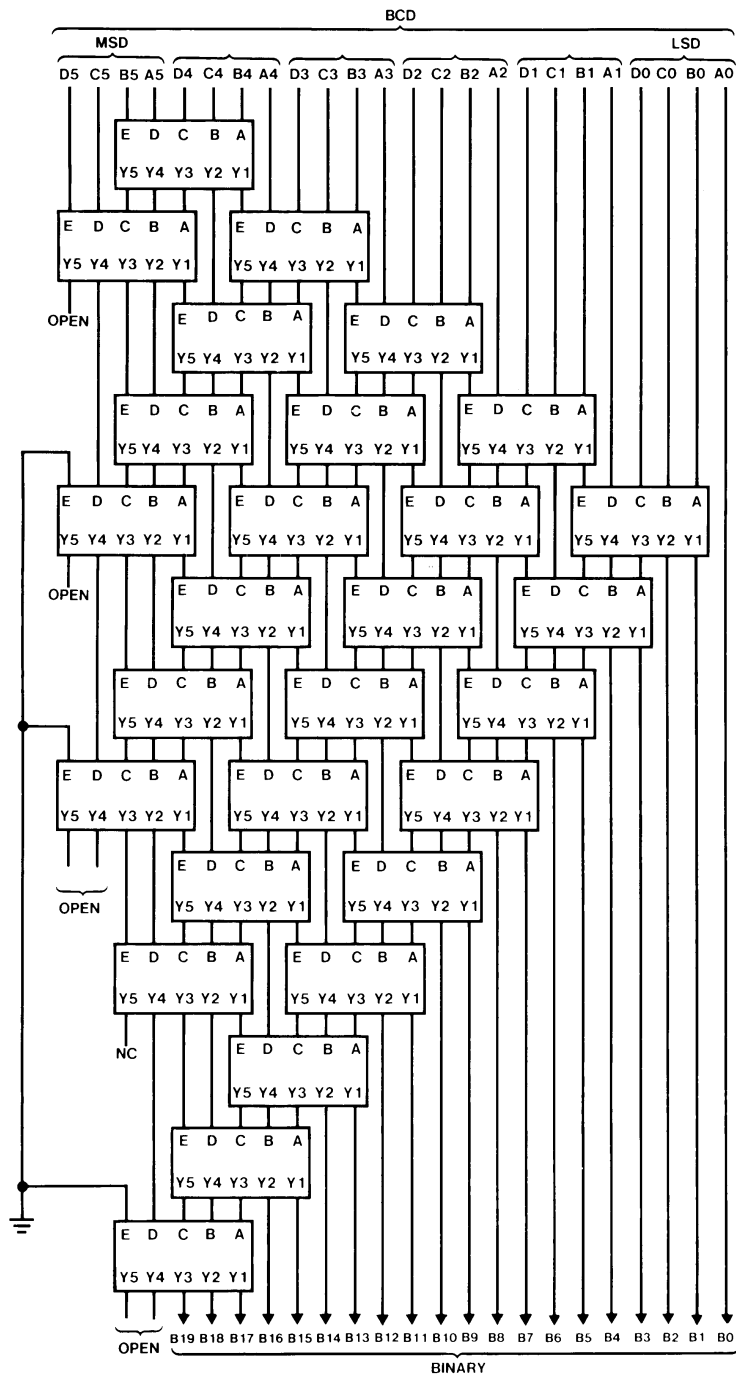 BCD
MSD LSD
D5 C5 B5 A5 D4 C4 B4 A4 D3 C3 B3 A3 D2 C2 B2 A2 D1 C1 B1 A1 D0 C0 B0 A0
E D C B A
Y5 Y4 Y3 Y2 Y1
E D C B A E D C B A
Y5 Y4 Y3 Y2 Y1 Y5 Y4 Y3 Y2 Y1
OPEN
E D C B A E D C B A
Y5 Y4 Y3 Y2 Y1 Y5 Y4 Y3 Y2 Y1
E D C B A E D C B A E D C B A
Y5 Y4 Y3 Y2 Y1 Y5 Y4 Y3 Y2 Y1 Y5 Y4 Y3 Y2 Y1
E D C B A E D C B A E D C B A E D C B A
Y5 Y4 Y3 Y2 Y1 Y5 Y4 Y3 Y2 Y1 Y5 Y4 Y3 Y2 Y1 Y5 Y4 Y3 Y2 Y1
OPEN
E D C B A E D C B A E D C B A
Y5 Y4 Y3 Y2 Y1 Y5 Y4 Y3 Y2 Y1 Y5 Y4 Y3 Y2 Y1
E D C B A E D C B A E D C B A
Y5 Y4 Y3 Y2 Y1 Y5 Y4 Y3 Y2 Y1 Y5 Y4 Y3 Y2 Y1
E D C B A E D C B A E D C B A
Y5 Y4 Y3 Y2 Y1 Y5 Y4 Y3 Y2 Y1 Y5 Y4 Y3 Y2 Y1
E D C B A E D C B A
OPEN
Y5 Y4 Y3 Y2 Y1 Y5 Y4 Y3 Y2 Y1
E D C B A E D C B A
Y5 Y4 Y3 Y2 Y1 Y5 Y4 Y3 Y2 Y1
NC
E D C B A
Y5 Y4 Y3 Y2 Y1
E D C B A
Y5 Y4 Y3 Y2 Y1
E D C B A
Y5 Y4 Y3 Y2 Y1
OPEN
B19 B18 B17 B16 B15 B14 B13 B12 B11 B10 B9 B8 B7 B6 B5 B4 B3 B2 B1 B0
BINARY